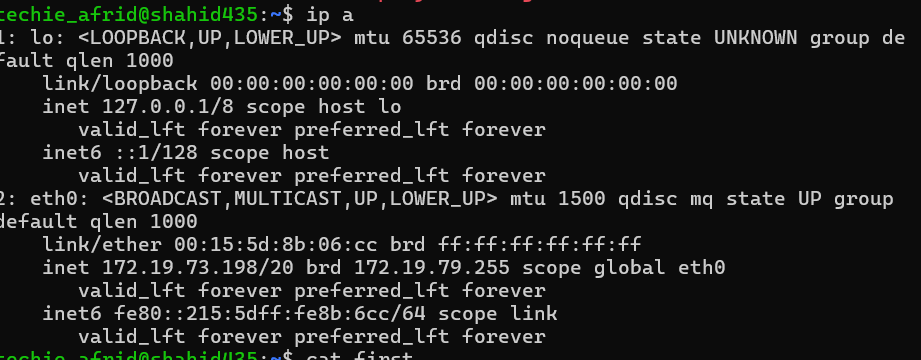 techie_afrid@shahid435:~$ ip a
1: lo: <LOOPBACK,UP,LOWER_UP> mtu 65536 qdisc noqueue state UNKNOWN group de
fault qlen 1000
    link/loopback 00:00:00:00:00:00 brd 00:00:00:00:00:00
    inet 127.0.0.1/8 scope host lo
       valid_lft forever preferred_lft forever
    inet6 ::1/128 scope host
       valid_lft forever preferred_lft forever
2: eth0: <BROADCAST,MULTICAST,UP,LOWER_UP> mtu 1500 qdisc mq state UP group
default qlen 1000
    link/ether 00:15:5d:8b:06:cc brd ff:ff:ff:ff:ff:ff
    inet 172.19.73.198/20 brd 172.19.79.255 scope global eth0
       valid_lft forever preferred_lft forever
    inet6 fe80::215:5dff:fe8b:6cc/64 scope link
       valid_lft forever preferred_lft forever
techie_afrid@shahid435:~$ cat first